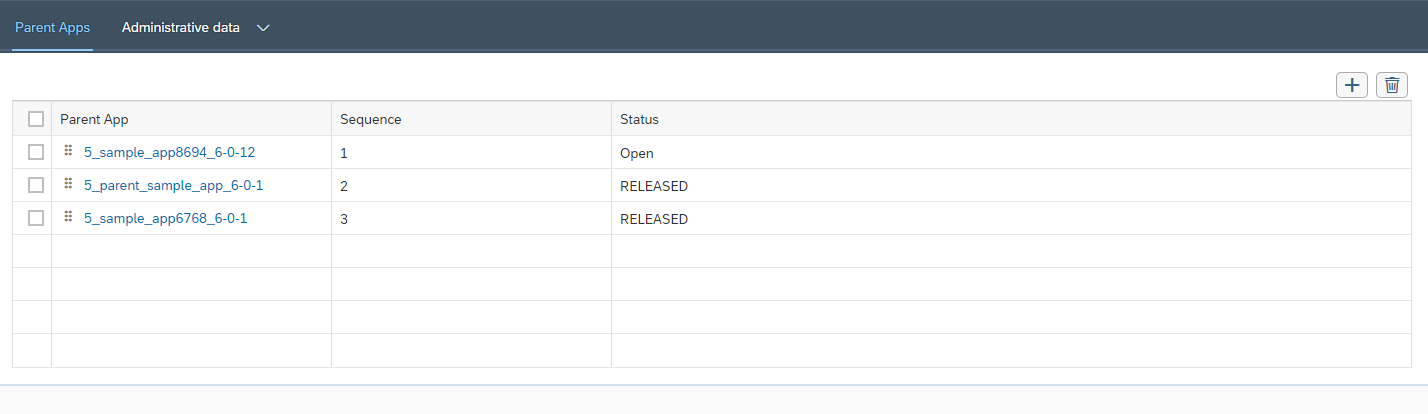 Parent Apps Administrative data
Parent App Sequence Status
5_sample_app8694_6-0-12 1 Open
5_parent_sample_app_6-0-1 2 RELEASED
5_sample_app6768_6-0-1 3 RELEASED